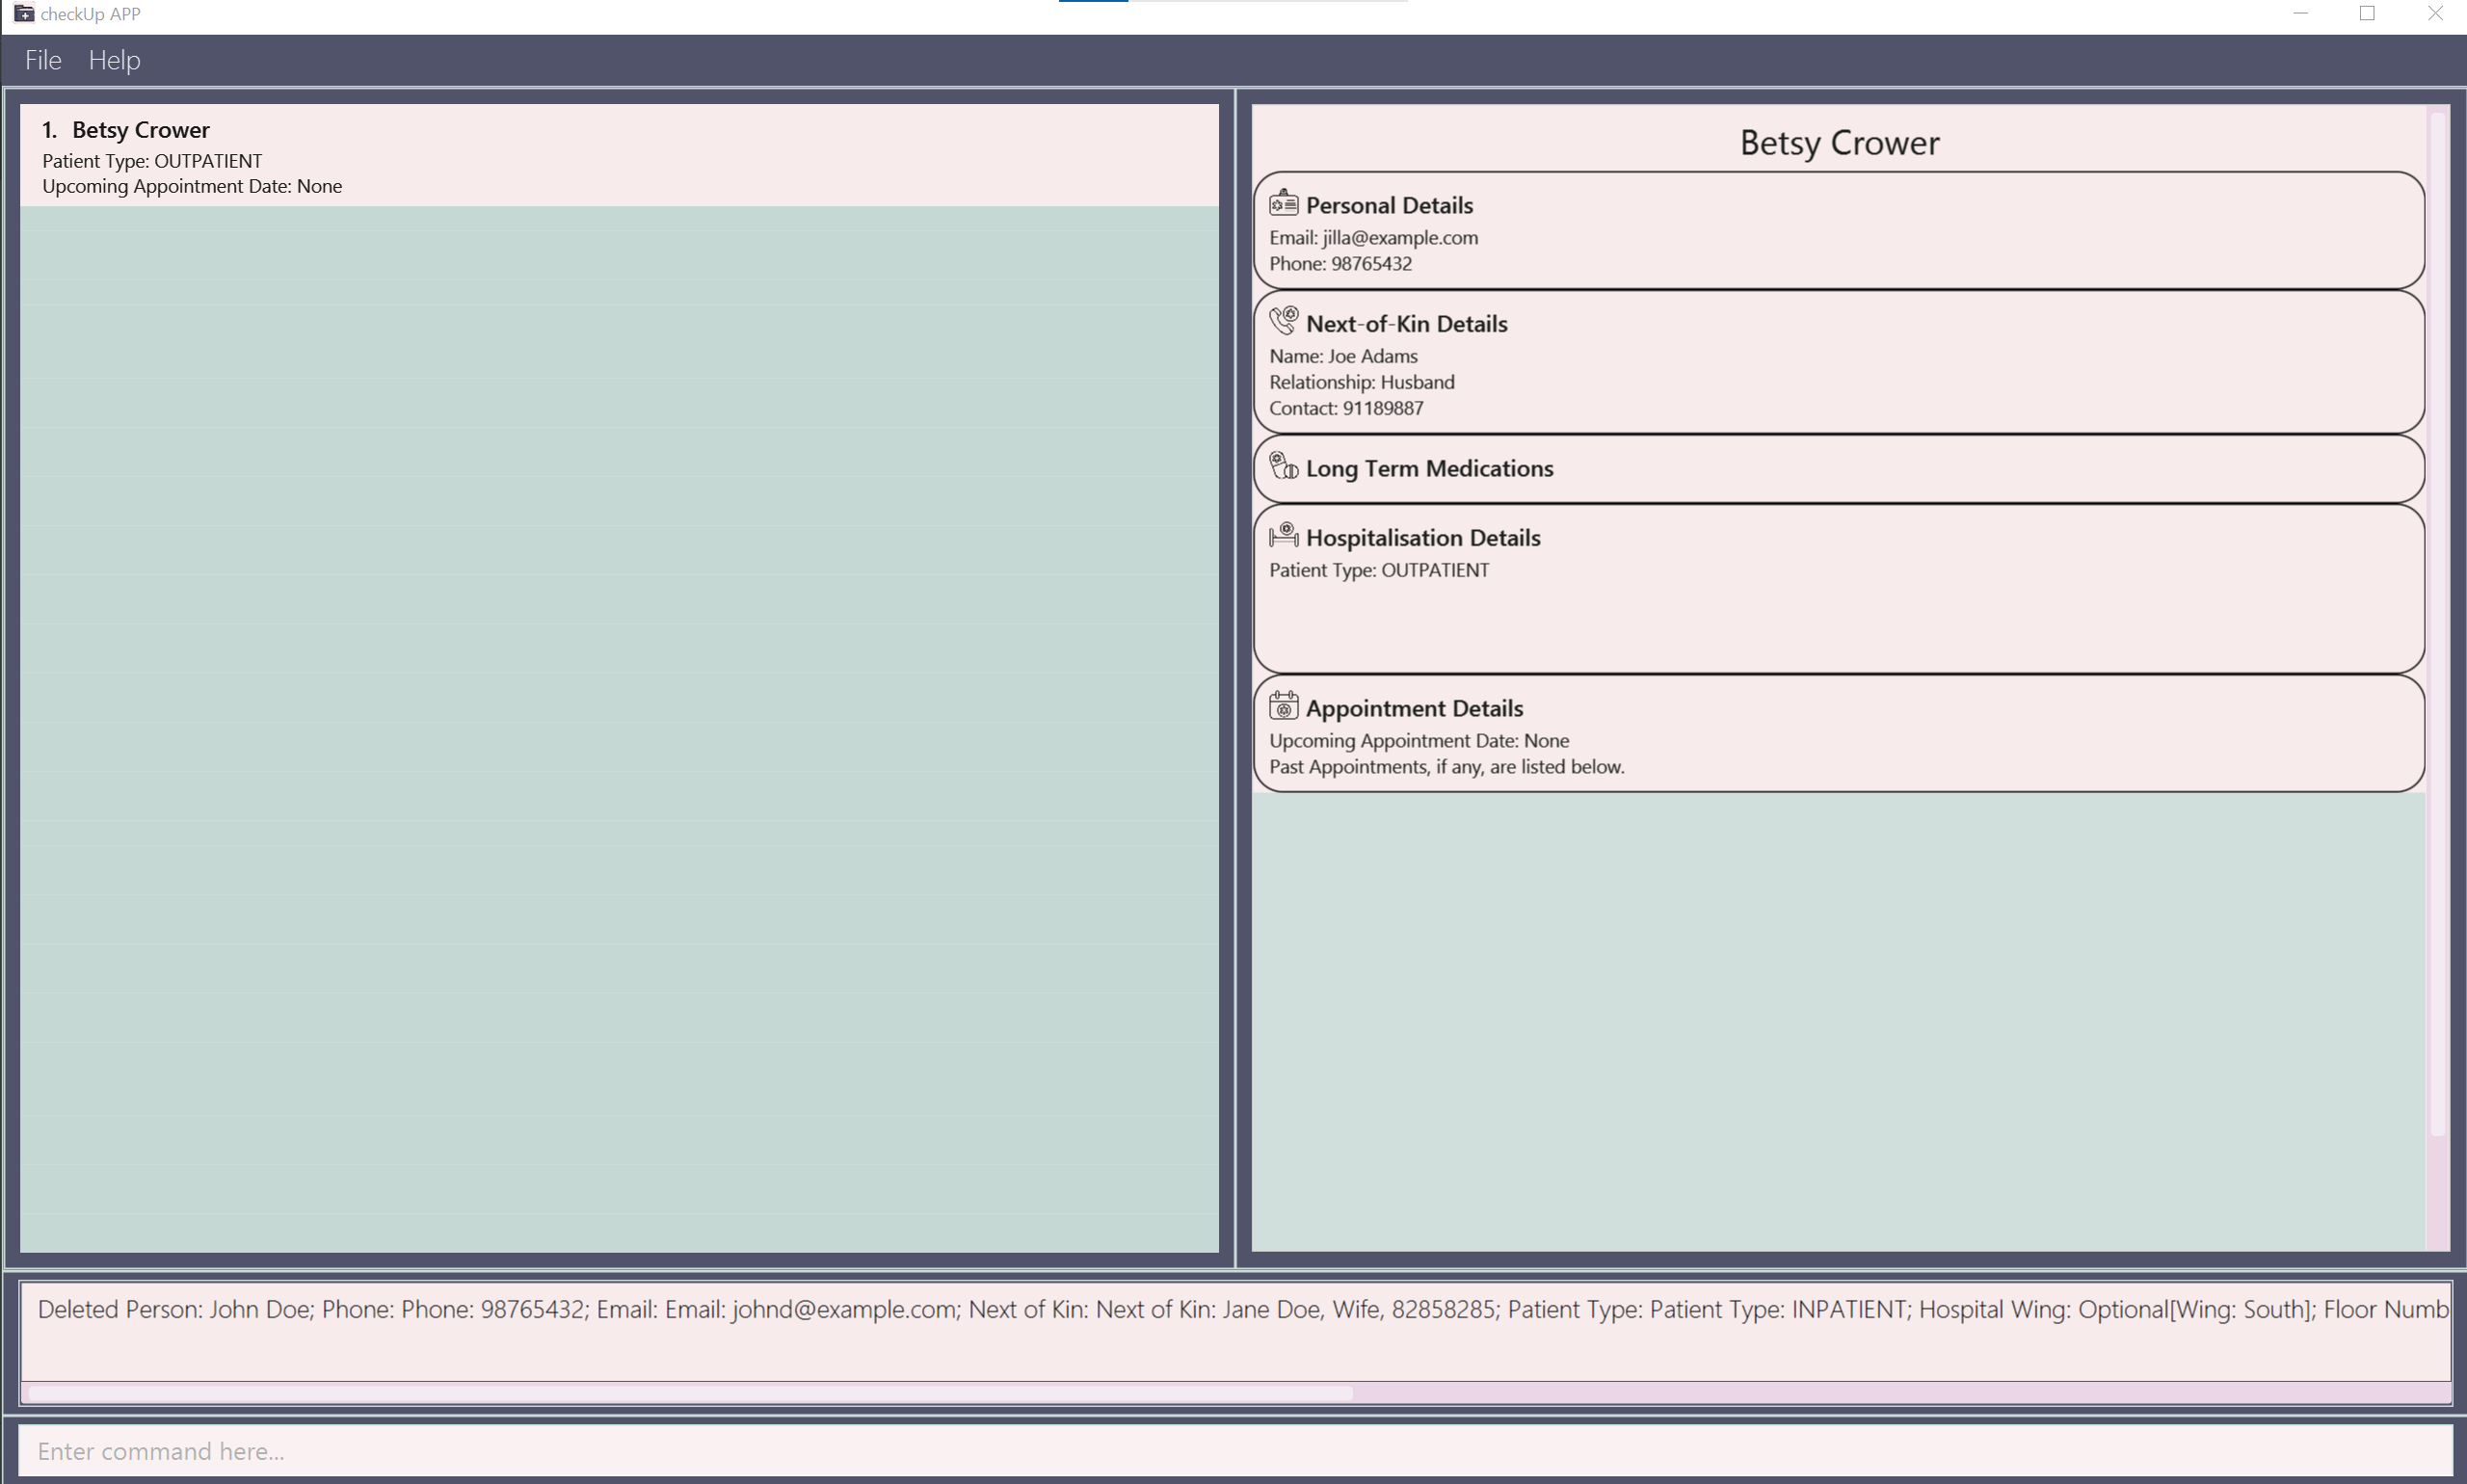 checkUp APP
File Help
1. Betsy Crower
Patient Type: OUTPATIENT
Upcoming Appointment Date: None
Betsy Crower
Personal Details
Email: jilla@example.com
Phone: 98765432
Next-of-Kin Details
Name: Joe Adams
Relationship: Husband
Contact: 91189887
Long Term Medications
Hospitalisation Details
Patient Type: OUTPATIENT
Appointment Details
Upcoming Appointment Date: None
Past Appointments, if any, are listed below.
Deleted Person: John Doe; Phone: Phone: 98765432; Email: Email: johnd@example.com; Next of Kin: Next of Kin: Jane Doe, Wife, 82858285; Patient Type: Patient Type: INPATIENT; Hospital Wing: Optional[Wing: South]; Floor Numb
Enter command here...